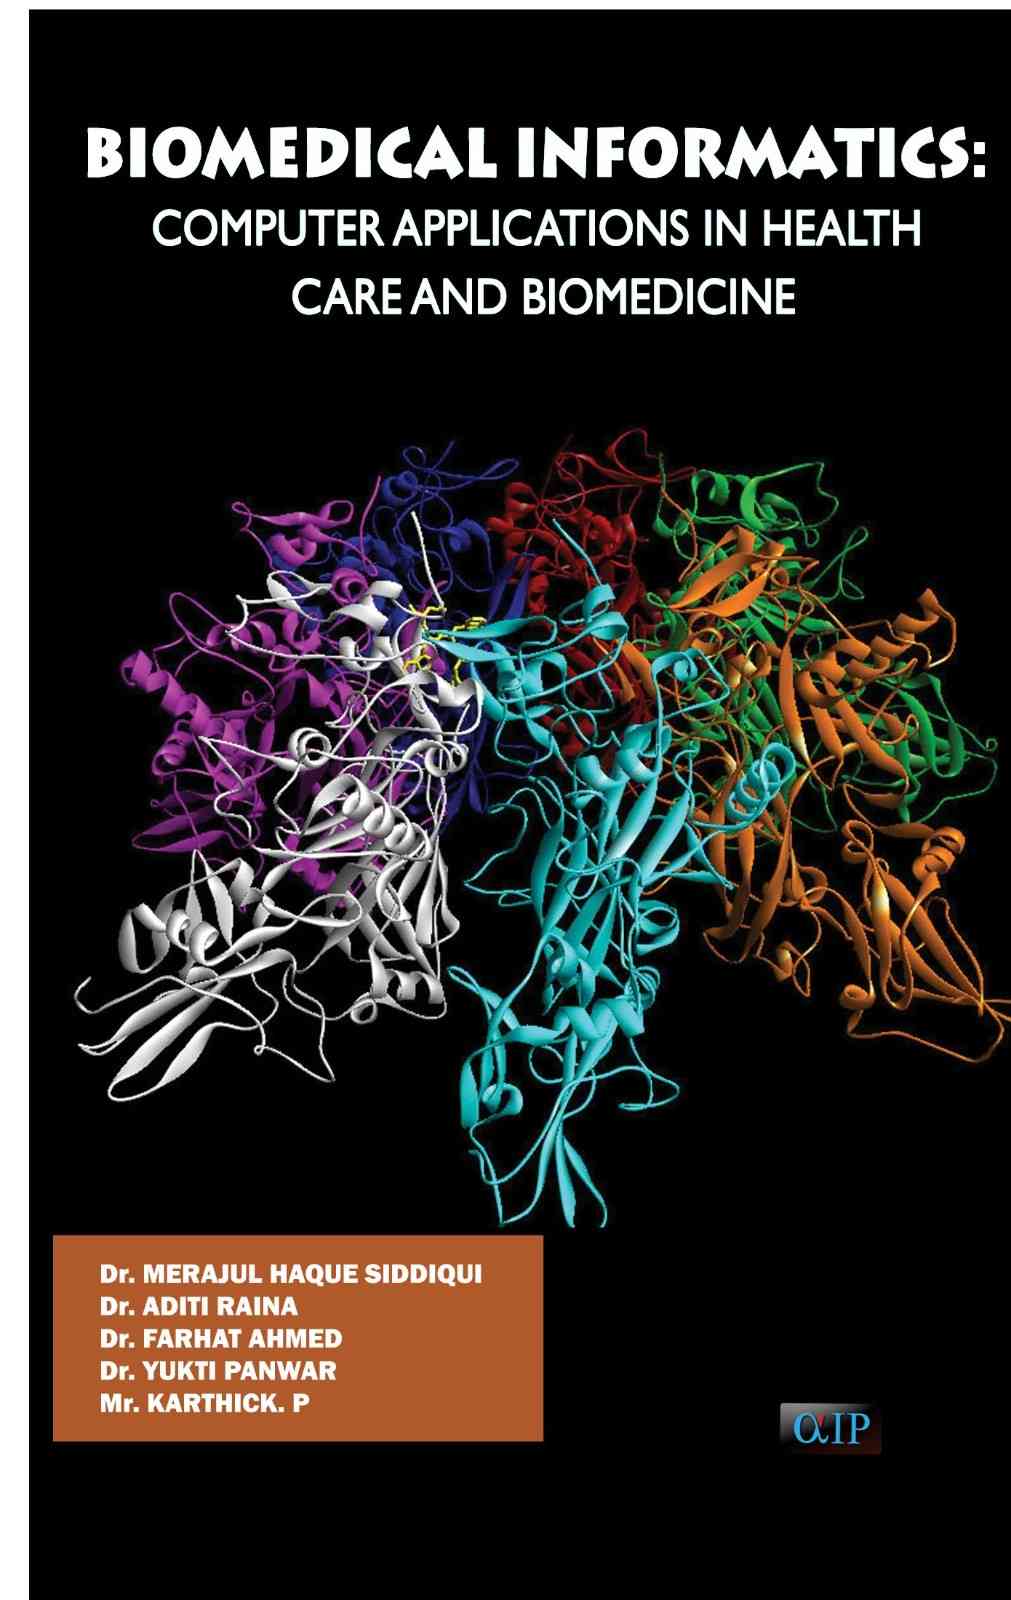 BIOMEDICAL INFORMATICS:
COMPUTER APPLICATIONS IN HEALTH
CARE AND BIOMEDICINE
Dr. MERAJUL HAQUE SIDDIQUI
Dr. ADITI RAINA
Dr. FARHAT AHMED
Dr. YUKTI PANWAR
Mr. KARTHICK. P
αIP